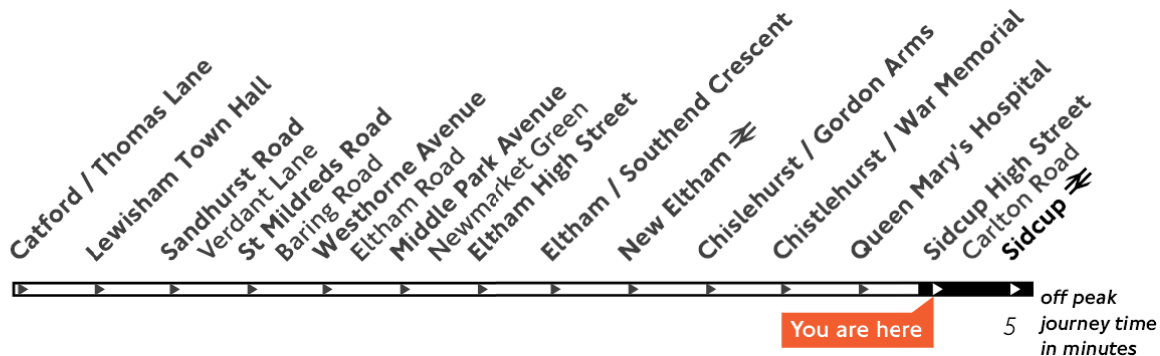 Catford / Thomas Lane
Lewisham Town Hall
Sandhurst Road
Verdant Lane
St Mildreds Road
Baring Road
Westhorne Avenue
Eltham Road
Middle Park Avenue
Newmarket Green
Eltham High Street
Eltham / Southend Crescent
New Eltham
Chislehurst / Gordon Arms
Chistlehurst / War Memorial
Queen Mary's Hospital
Sidcup High Street
Carlton Road
Sidcup
You are here
5
off peak
journey time
in minutes